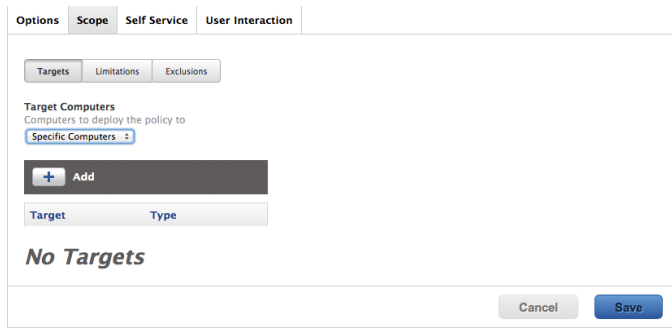 Options Scope Self Service User Interaction
Targets Limitations Exclusions
Target Computers
Computers to deploy the policy to
Specific Computers
Add
Target Type
No Targets
Cancel Save